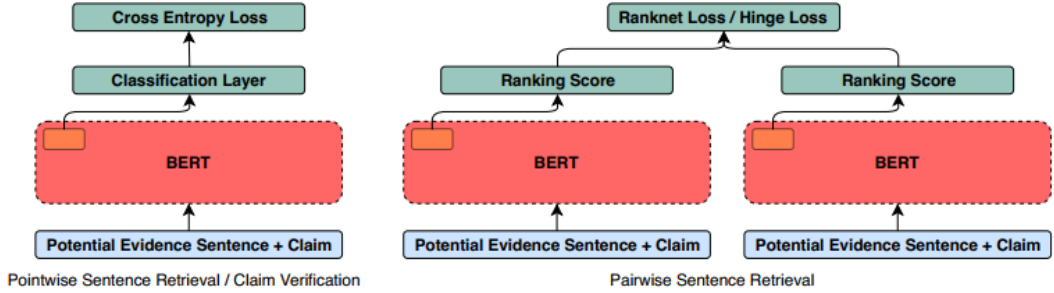 Cross Entropy Loss
Classification Layer
BERT
Potential Evidence Sentence + Claim
Pointwise Sentence Retrieval / Claim Verification
Ranknet Loss / Hinge Loss
Ranking Score
Ranking Score
BERT
BERT
Potential Evidence Sentence + Claim
Potential Evidence Sentence + Claim
Pairwise Sentence Retrieval